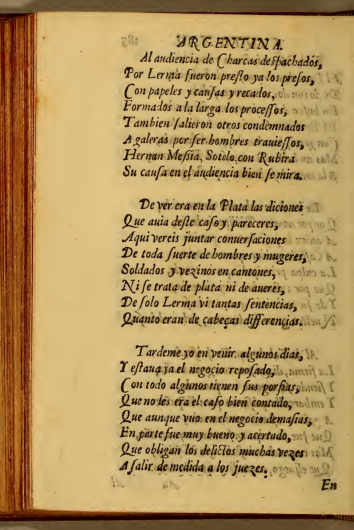 ARGENTINA.
Al audiencia de Charcas despachados,
Por Lerma fueron presto ya los presos,
Con papeles y causas y recados,
Formados a la larga los processos,
Tambien salieron otros condemnados
A galeras por ser hombres trauiessos,
Hernan Messia, Sotelo con Rubira
Su causa en el audiencia bien se mira.
De ver era en la Plata las diciones
Que auia deste caso y pareceres,
Aqui vereis juntar conuersaciones
De toda suerte de hombres y mugeres,
Soldados y vezinos en cantones,
Ni se trata de plata ni de aueres,
De solo Lerma vi tantas sentencias,
Quanto eran de cabeças differencias.
Tardeme yo en venir algunos dias,
Y estaua ya el negocio reposado,
Con todo algunos tienen sus porfias,
Que no les era el caso bien contado,
Que aunque vuo en el negocio demasias,
En parte fue muy bueno y acertado,
Que obligan los delictos muchas vezes
A salir de medida a los juezes.
En